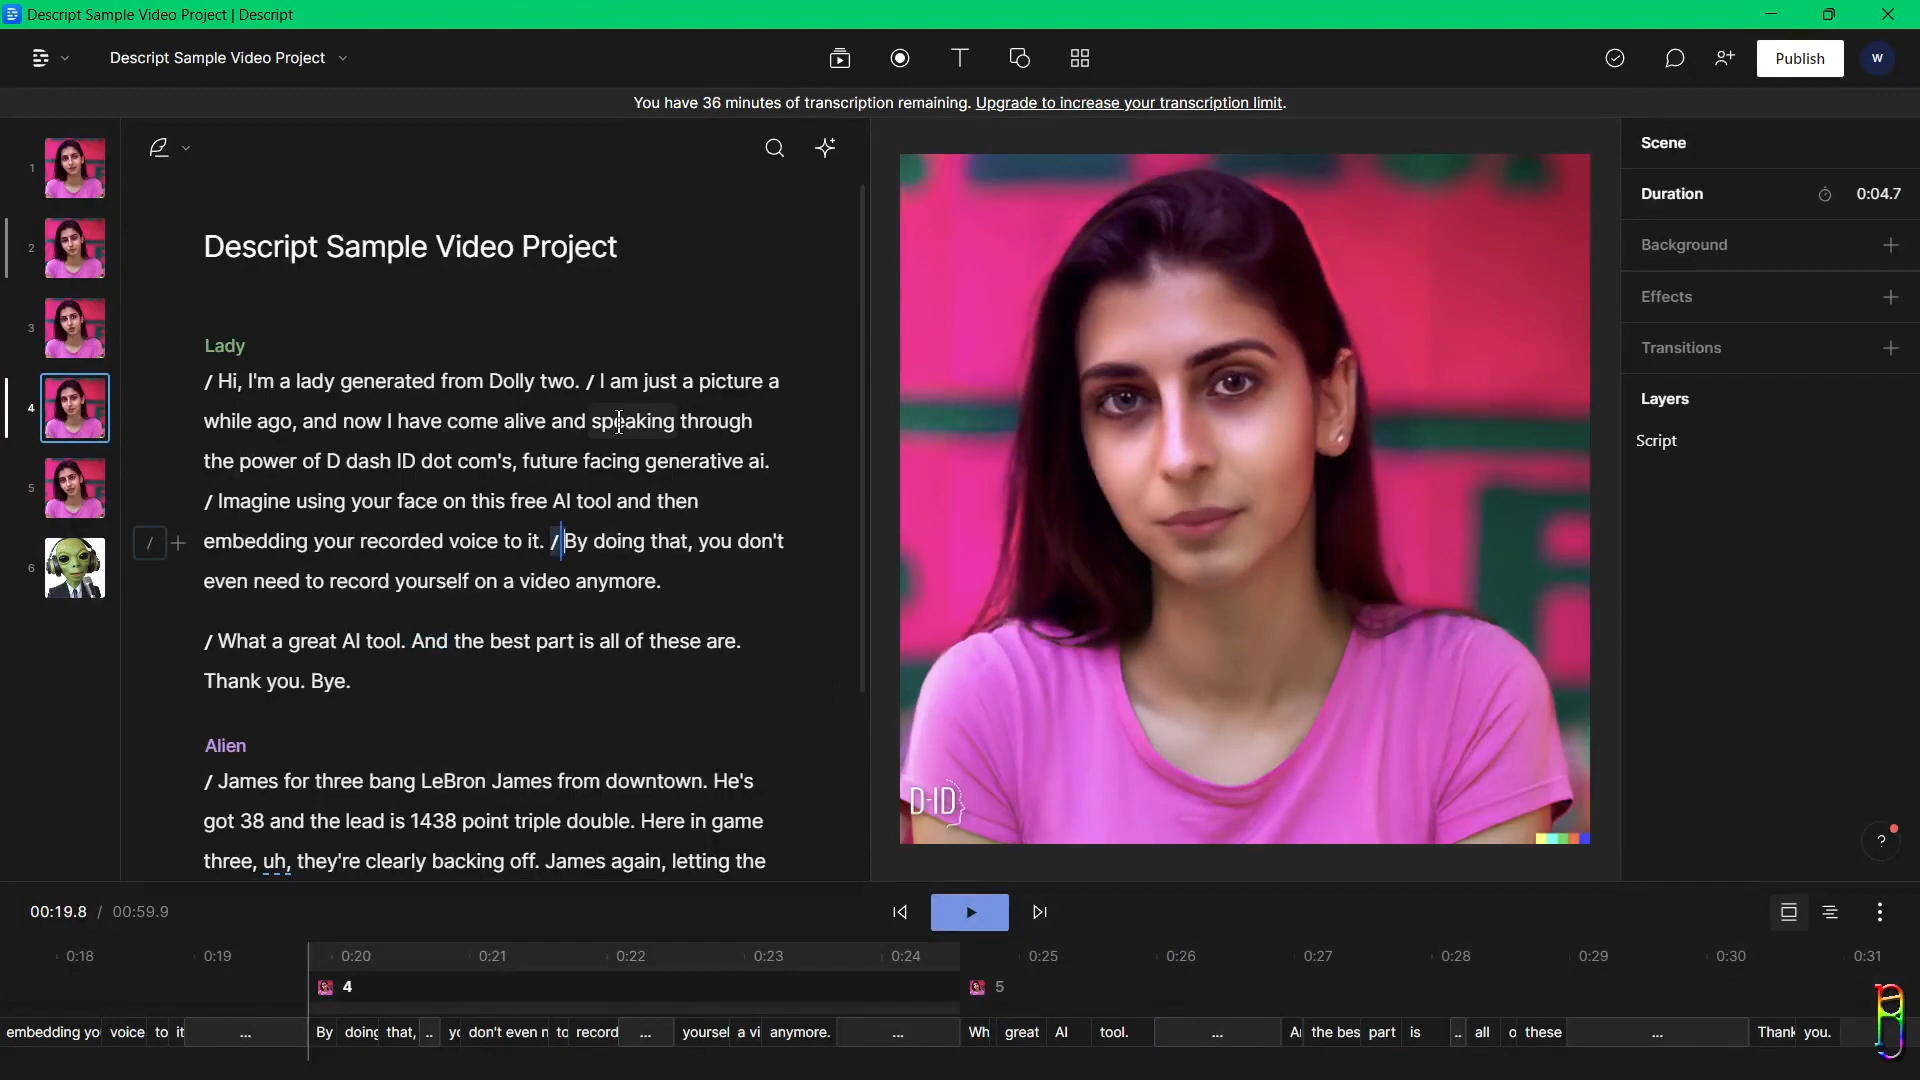 Descript Sample Video Project | Descript
Descript Sample Video Project
Publish
W
You have 36 minutes of transcription remaining. Upgrade to increase your transcription limit.
1
2
3
4
5
6
Descript Sample Video Project
Lady
/ Hi, I'm a lady generated from Dolly two. / I am just a picture a
while ago, and now I have come alive and speaking through
the power of D dash ID dot com's, future facing generative ai.
/ Imagine using your face on this free AI tool and then
/
embedding your recorded voice to it. / By doing that, you don't
even need to record yourself on a video anymore.
/ What a great AI tool. And the best part is all of these are.
Thank you. Bye.
Alien
/ James for three bang LeBron James from downtown. He's
got 38 and the lead is 1438 point triple double. Here in game
three, uh, they're clearly backing off. James again, letting the
D-ID
Scene
Duration 0:04.7
Background
Effects
Transitions
Layers
Script
?
00:19.8 / 00:59.9
0:18 0:19 0:20 0:21 0:22 0:23 0:24 0:25 0:26 0:27 0:28 0:29 0:30 0:31
4 5
embedding yo voice to it ... By doing that, .. yo don't even n to record ... yoursel a vi anymore. ... Wh great AI tool. ... A the bes part is .. all o these ... Thank you.